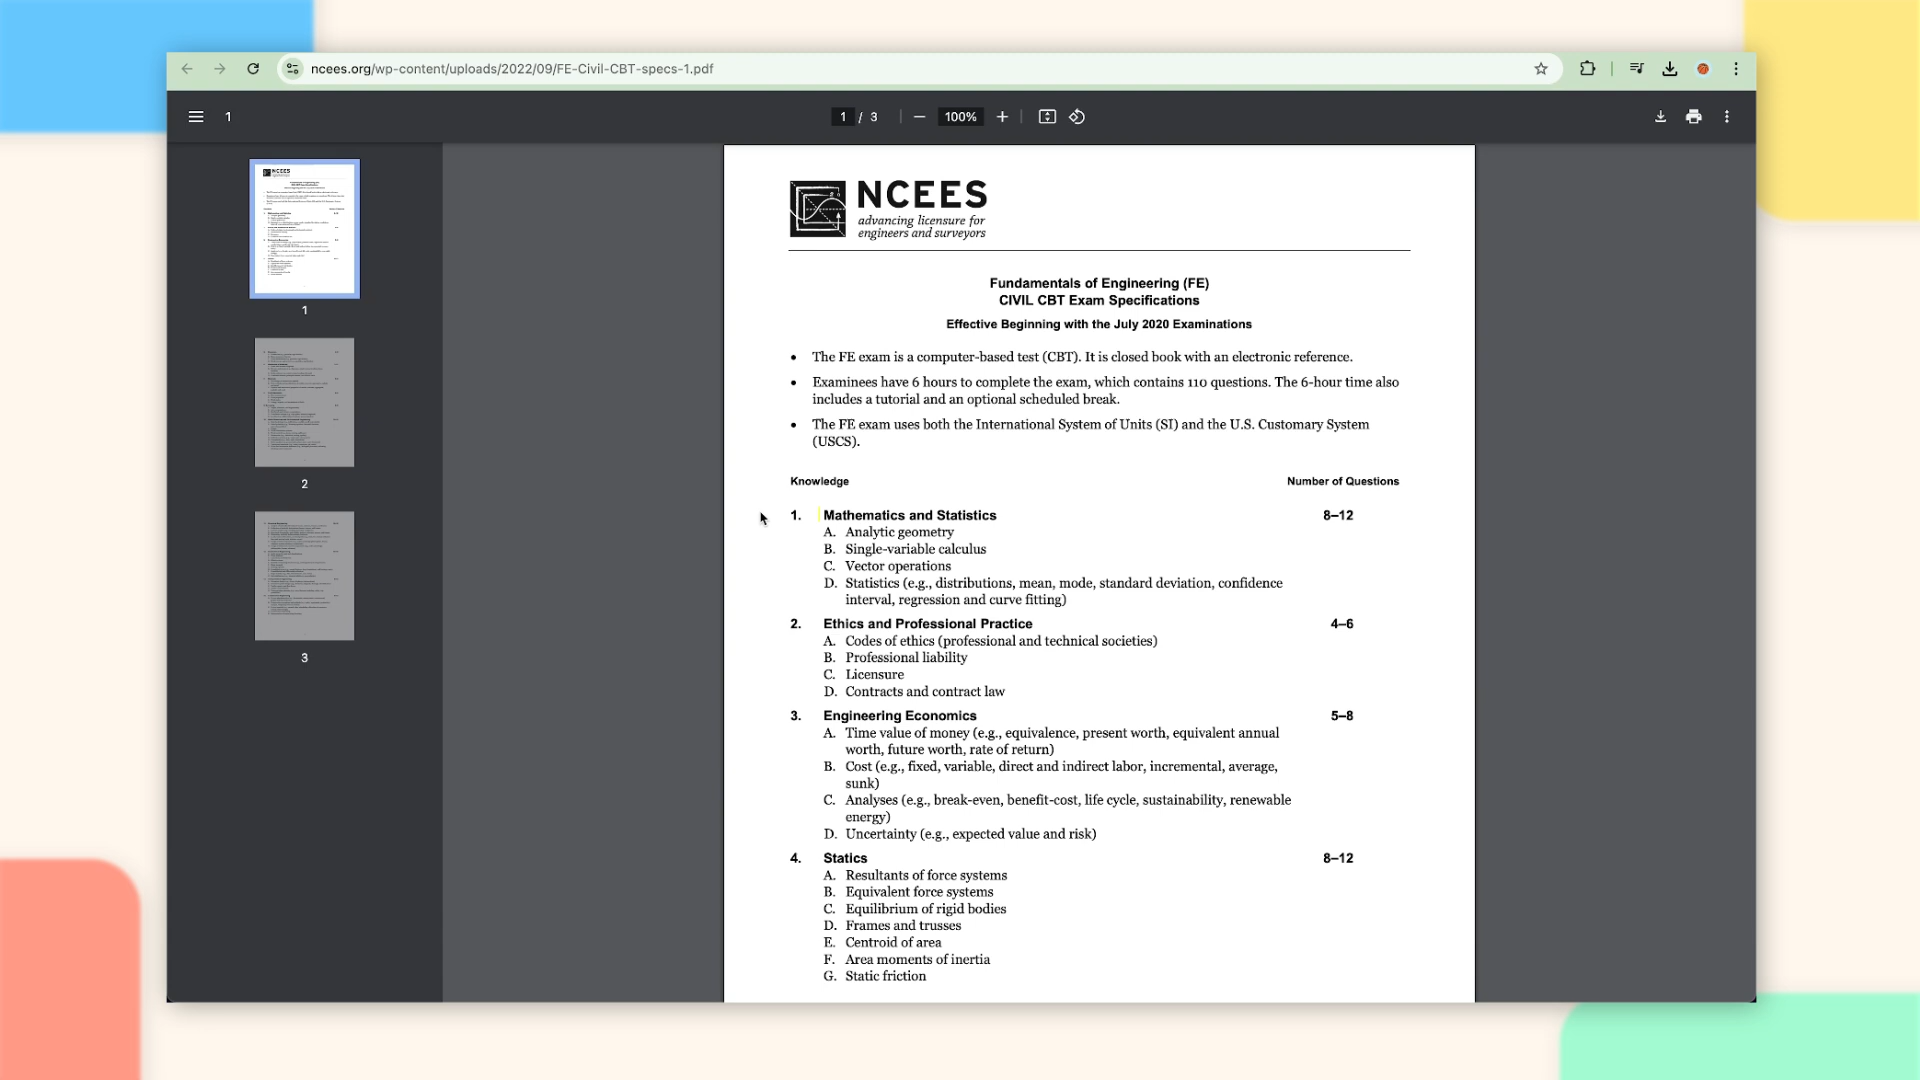 ncees.org/wp-content/uploads/2022/09/FE-Civil-CBT-specs-1.pdf
1
1 / 3
100%
1
2
3
NCEES
advancing licensure for
engineers and surveyors
Fundamentals of Engineering (FE)
CIVIL CBT Exam Specifications
Effective Beginning with the July 2020 Examinations
• The FE exam is a computer-based test (CBT). It is closed book with an electronic reference.
• Examinees have 6 hours to complete the exam, which contains 110 questions. The 6-hour time also
includes a tutorial and an optional scheduled break.
• The FE exam uses both the International System of Units (SI) and the U.S. Customary System
(USCS).
Knowledge Number of Questions
1. Mathematics and Statistics 8–12
A. Analytic geometry
B. Single-variable calculus
C. Vector operations
D. Statistics (e.g., distributions, mean, mode, standard deviation, confidence
interval, regression and curve fitting)
2. Ethics and Professional Practice 4–6
A. Codes of ethics (professional and technical societies)
B. Professional liability
C. Licensure
D. Contracts and contract law
3. Engineering Economics 5–8
A. Time value of money (e.g., equivalence, present worth, equivalent annual
worth, future worth, rate of return)
B. Cost (e.g., fixed, variable, direct and indirect labor, incremental, average,
sunk)
C. Analyses (e.g., break-even, benefit-cost, life cycle, sustainability, renewable
energy)
D. Uncertainty (e.g., expected value and risk)
4. Statics 8–12
A. Resultants of force systems
B. Equivalent force systems
C. Equilibrium of rigid bodies
D. Frames and trusses
E. Centroid of area
F. Area moments of inertia
G. Static friction